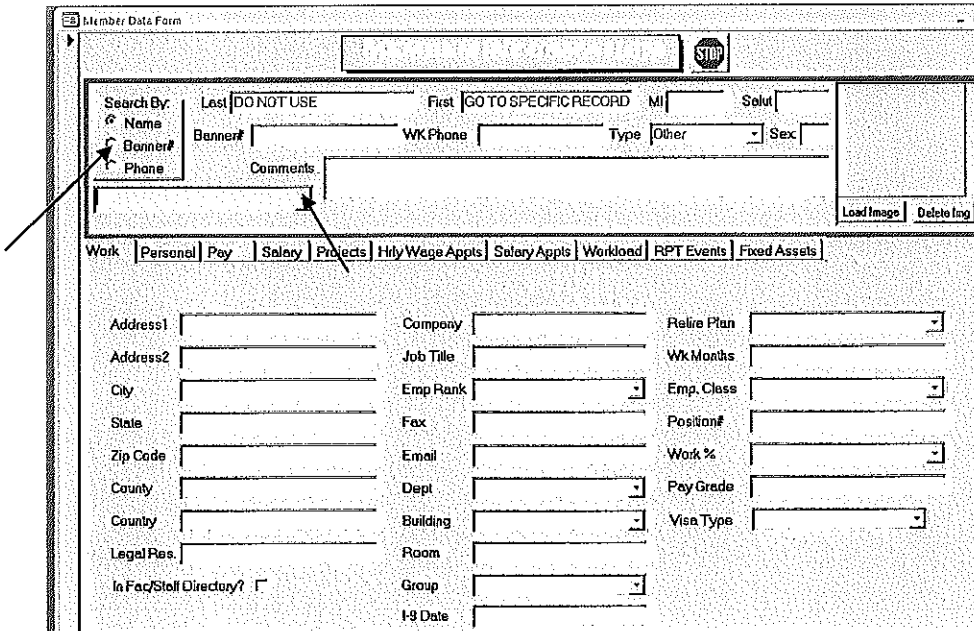 Member Data Form
STOP
Search By: Last DO NOT USE First GO TO SPECIFIC RECORD MI Salut
Name
Banner# Banner# WK Phone Type Other Sex
Phone Comments
Load Image Delete Img
Work Personal Pay Salary Projects Hrly Wage Appts Salary Appts Workload RPT Events Fixed Assets
Address1 Company Retire Plan
Address2 Job Title Wk Months
City Emp Rank Emp. Class
State Fax Position#
Zip Code Email Work %
County Dept Pay Grade
Country Building Visa Type
Legal Res. Room
In Fac/Staff Directory? Group
I-9 Date